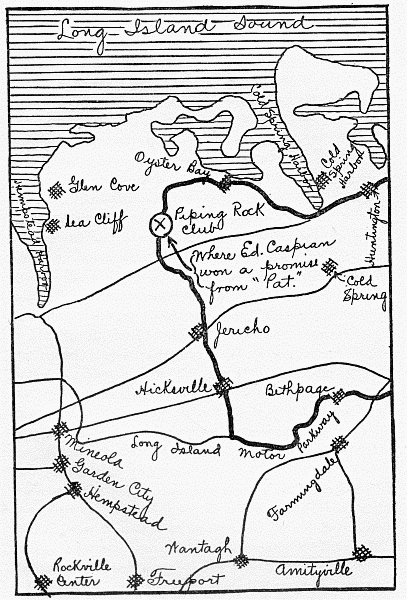 Long Island Sound
Cold Spring Harbor
Oyster Bay
Cold
Spring
Harbor
Glen Cove
Hempstead Harbor
Sea Cliff
Piping Rock
Club
Huntington
Where Ed. Caspian
won a promise
from "Pat."
Cold
Spring
Jericho
Hicksville
Bethpage
Long Island Motor Parkway
Mineola
Garden City
Hempstead
Farmingdale
Wantagh
Amityville
Rockville
Center
Freeport